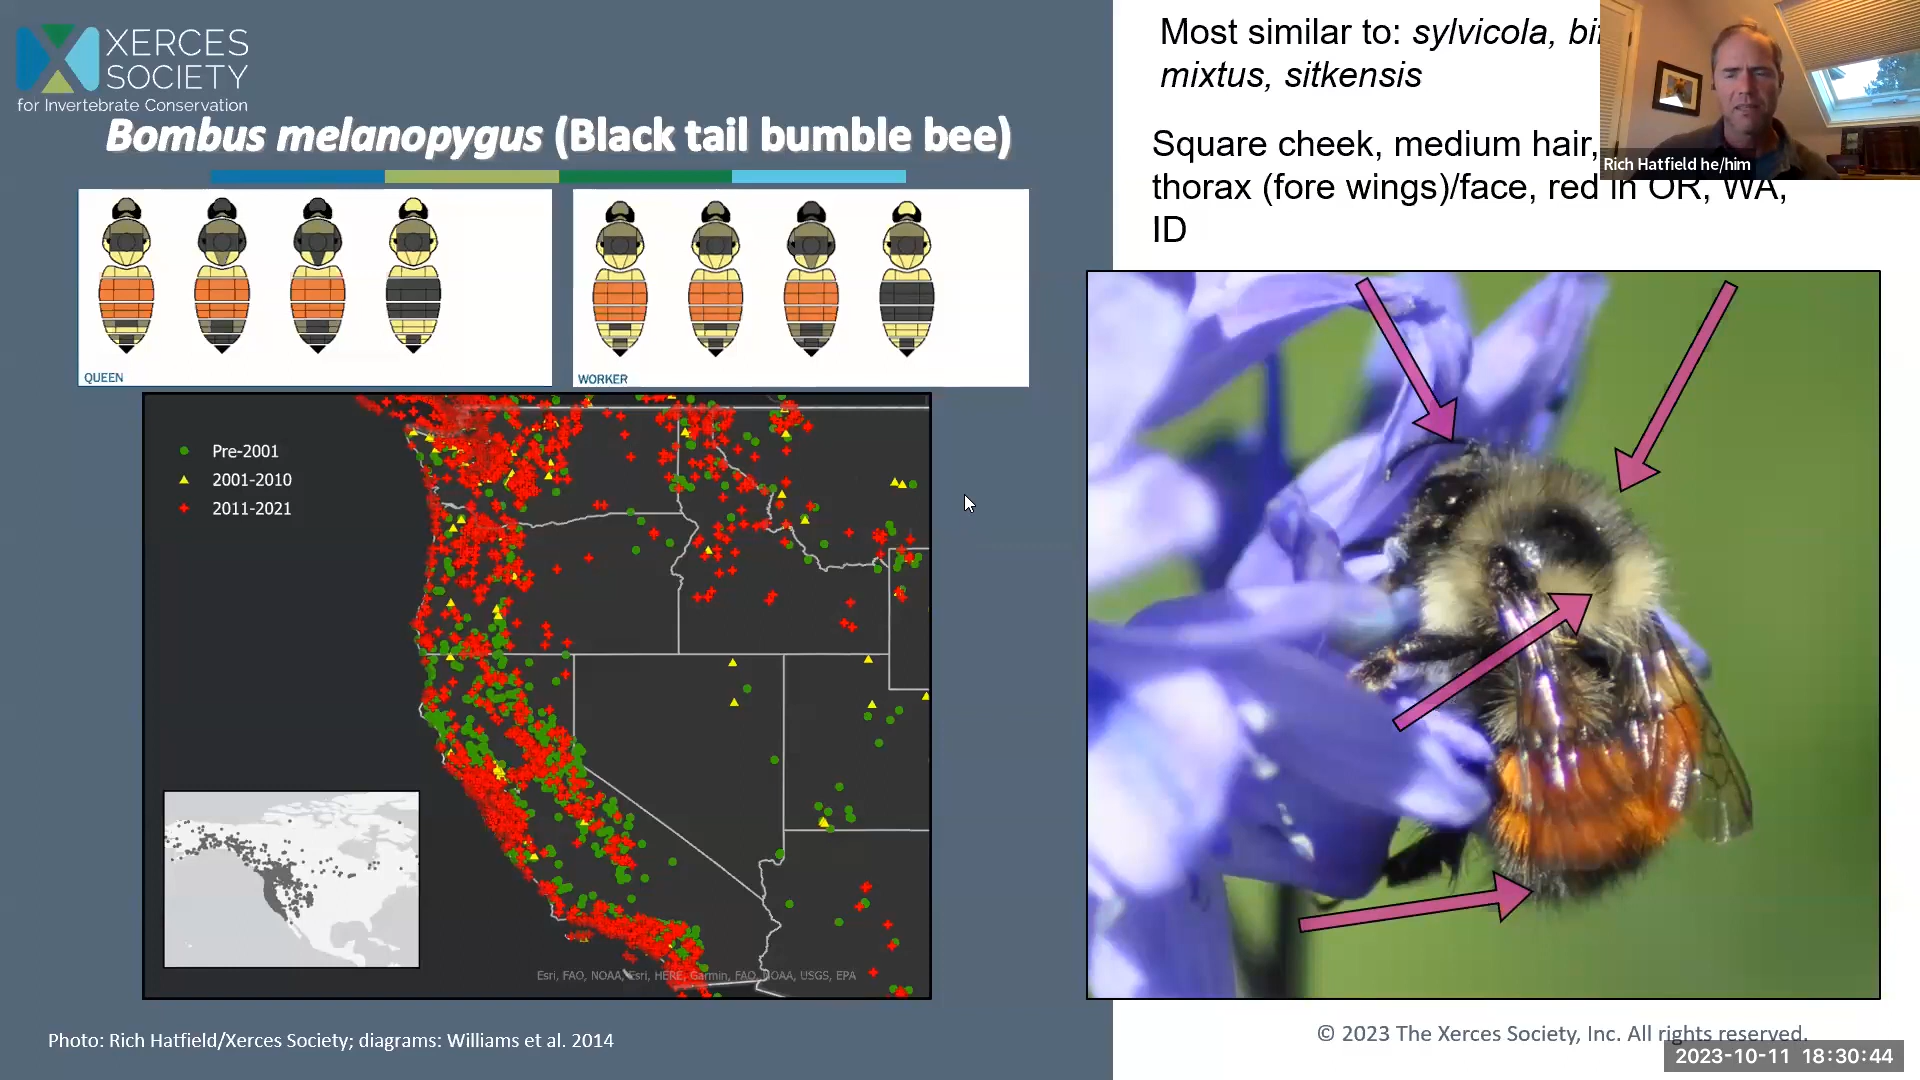 XERCES
SOCIETY
for Invertebrate Conservation
Bombus melanopygus (Black tail bumble bee)
QUEEN
WORKER
Pre-2001
2001-2010
2011-2021
Esri, FAO, NOAA, Esri, HERE, Garmin, FAO, NOAA, USGS, EPA
Photo: Rich Hatfield/Xerces Society; diagrams: Williams et al. 2014
Most similar to: sylvicola,
mixtus, sitkensis
Square cheek, medium hair,
thorax (fore wings)/face, red in OR, WA,
ID
Rich Hatfield he/him
© 2023 The Xerces Society, Inc. All rights reserved.
2023-10-11 18:30:44